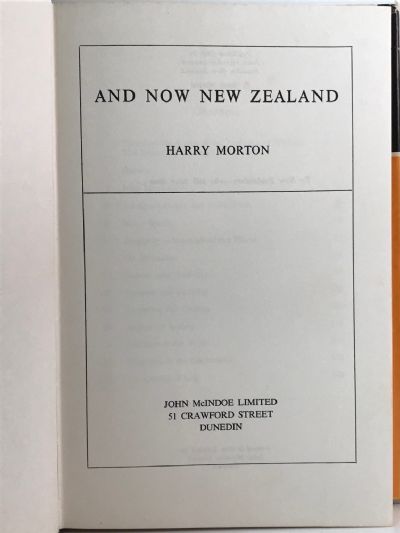 AND NOW NEW ZEALAND
HARRY MORTON
JOHN McINDOE LIMITED
51 CRAWFORD STREET
DUNEDIN